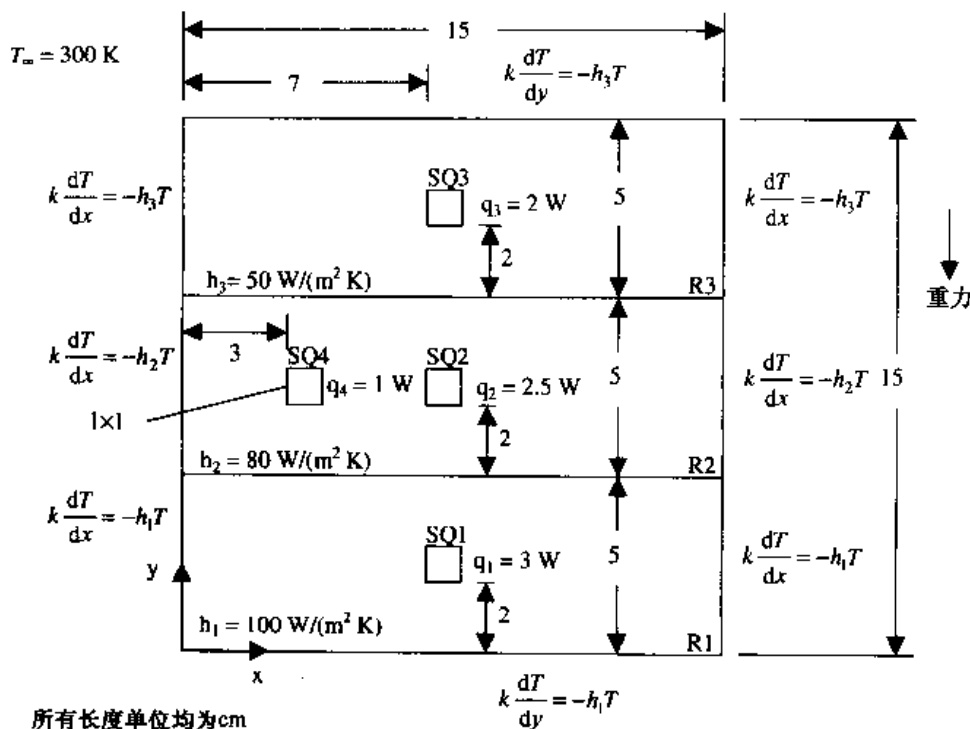 15
T∞ = 300 K
7
k dT/dy = −h₃T
k dT/dx = −h₃T
SQ3
q₃ = 2 W
5
k dT/dx = −h₃T
2
h₃= 50 W/(m² K)
R3
重力
k dT/dx = −h₂T
3
SQ4
SQ2
q₄ = 1 W
q₂ = 2.5 W
5
k dT/dx = −h₂T
15
1×1
2
h₂ = 80 W/(m² K)
R2
k dT/dx = −h₁T
SQ1
q₁ = 3 W
5
k dT/dx = −h₁T
y
2
h₁ = 100 W/(m² K)
R1
x
k dT/dy = −h₁T
所有长度单位均为cm